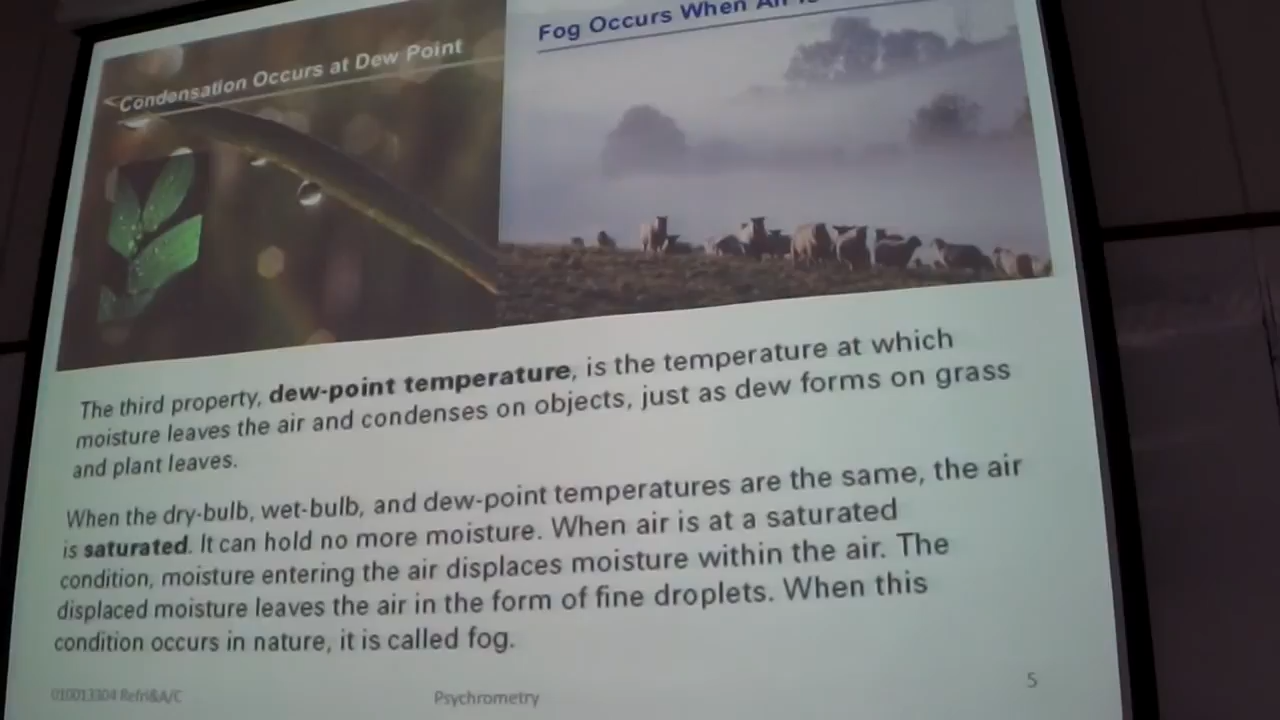 Condensation Occurs at Dew Point
Fog Occurs When Air
The third property, dew-point temperature, is the temperature at which
moisture leaves the air and condenses on objects, just as dew forms on grass
and plant leaves.
When the dry-bulb, wet-bulb, and dew-point temperatures are the same, the air
is saturated. It can hold no more moisture. When air is at a saturated
condition, moisture entering the air displaces moisture within the air. The
displaced moisture leaves the air in the form of fine droplets. When this
condition occurs in nature, it is called fog.
010013304 Refri&A/C
Psychrometry
5